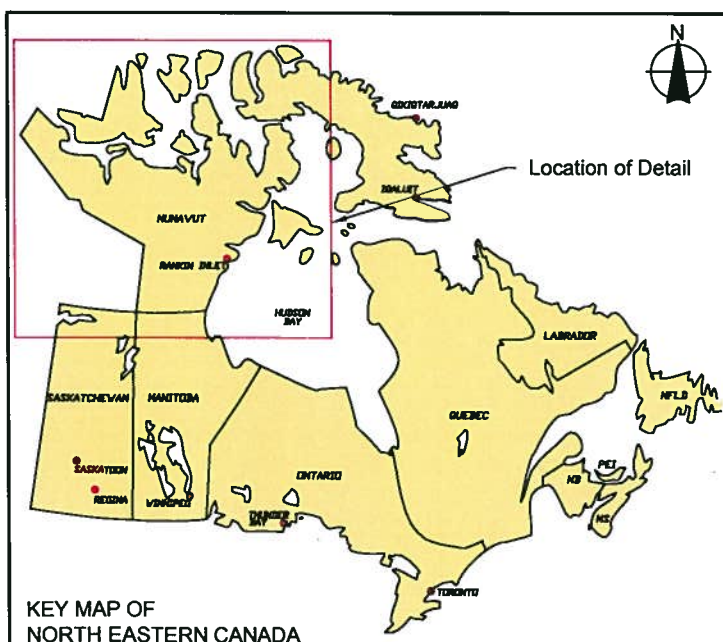 N
QIKIQTARJUAQ
Location of Detail
IQALUIT
NUNAVUT
RANKIN INLET
HUDSON
BAY
LABRADOR
SASKATCHEWAN
MANITOBA
NFLD
QUEBEC
PEI
SASKATOON
ONTARIO
NB
REGINA
WINNIPEG
NS
THUNDER
BAY
TORONTO
KEY MAP OF
NORTH EASTERN CANADA